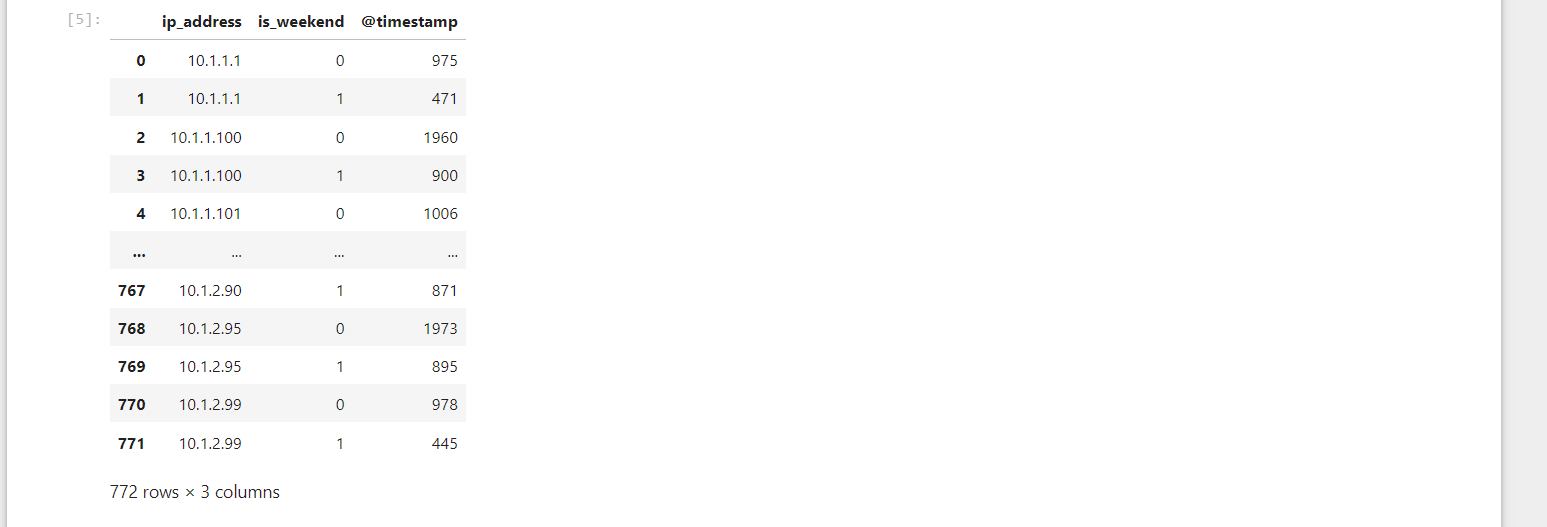 [5]: ip_address is_weekend @timestamp
0 10.1.1.1 0 975
1 10.1.1.1 1 471
2 10.1.1.100 0 1960
3 10.1.1.100 1 900
4 10.1.1.101 0 1006
... ... ... ...
767 10.1.2.90 1 871
768 10.1.2.95 0 1973
769 10.1.2.95 1 895
770 10.1.2.99 0 978
771 10.1.2.99 1 445
772 rows × 3 columns